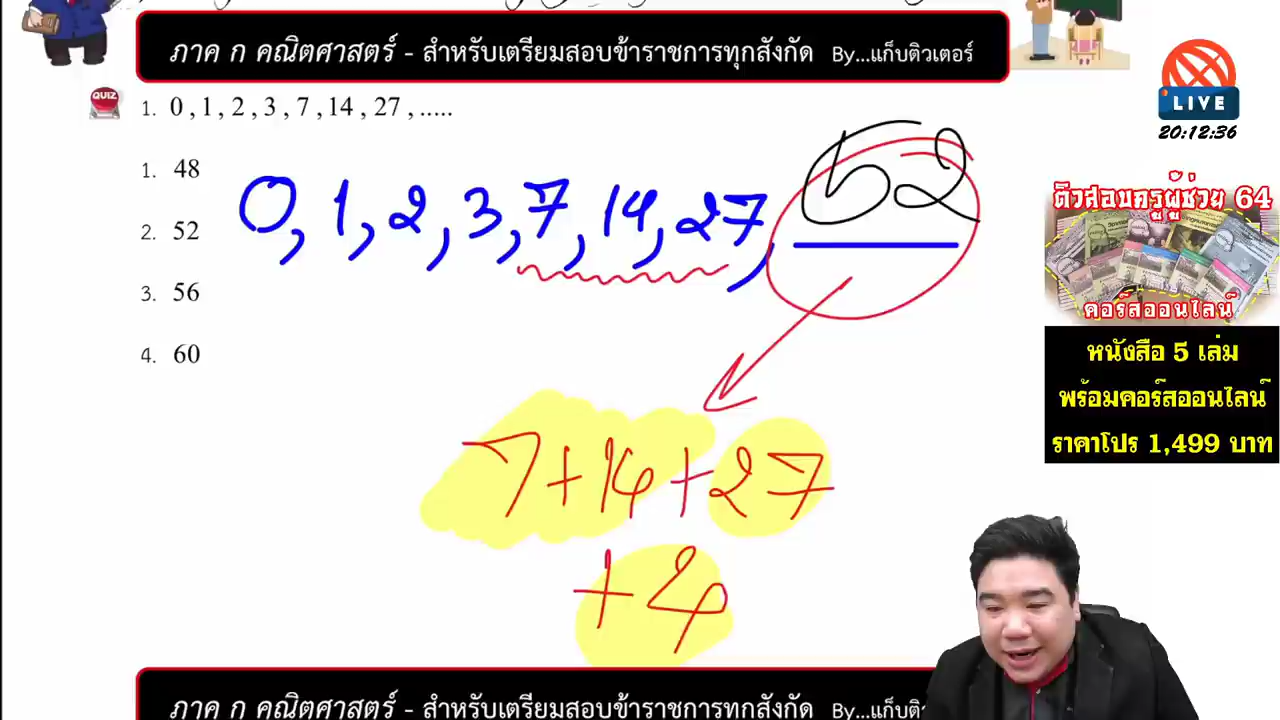 ภาค ก คณิตศาสตร์ - สำหรับเตรียมสอบข้าราชการทุกสังกัด By...แก็บติวเตอร์
LIVE
20:12:36
QUIZ
1. 0 , 1 , 2 , 3 , 7 , 14 , 27 , .....
1. 48
2. 52
3. 56
4. 60
0, 1, 2, 3, 7, 14, 27, 52
7+14+27
+4
ติวสอบครูผู้ช่วย 64
คอร์สออนไลน์
หนังสือ 5 เล่ม
พร้อมคอร์สออนไลน์
ราคาโปร 1,499 บาท
ภาค ก คณิตศาสตร์ - สำหรับเตรียมสอบข้าราชการทุกสังกัด By...แก็บติว